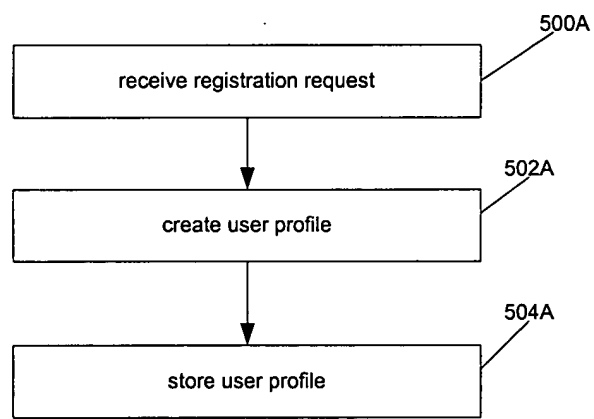 500A
receive registration request
502A
create user profile
504A
store user profile